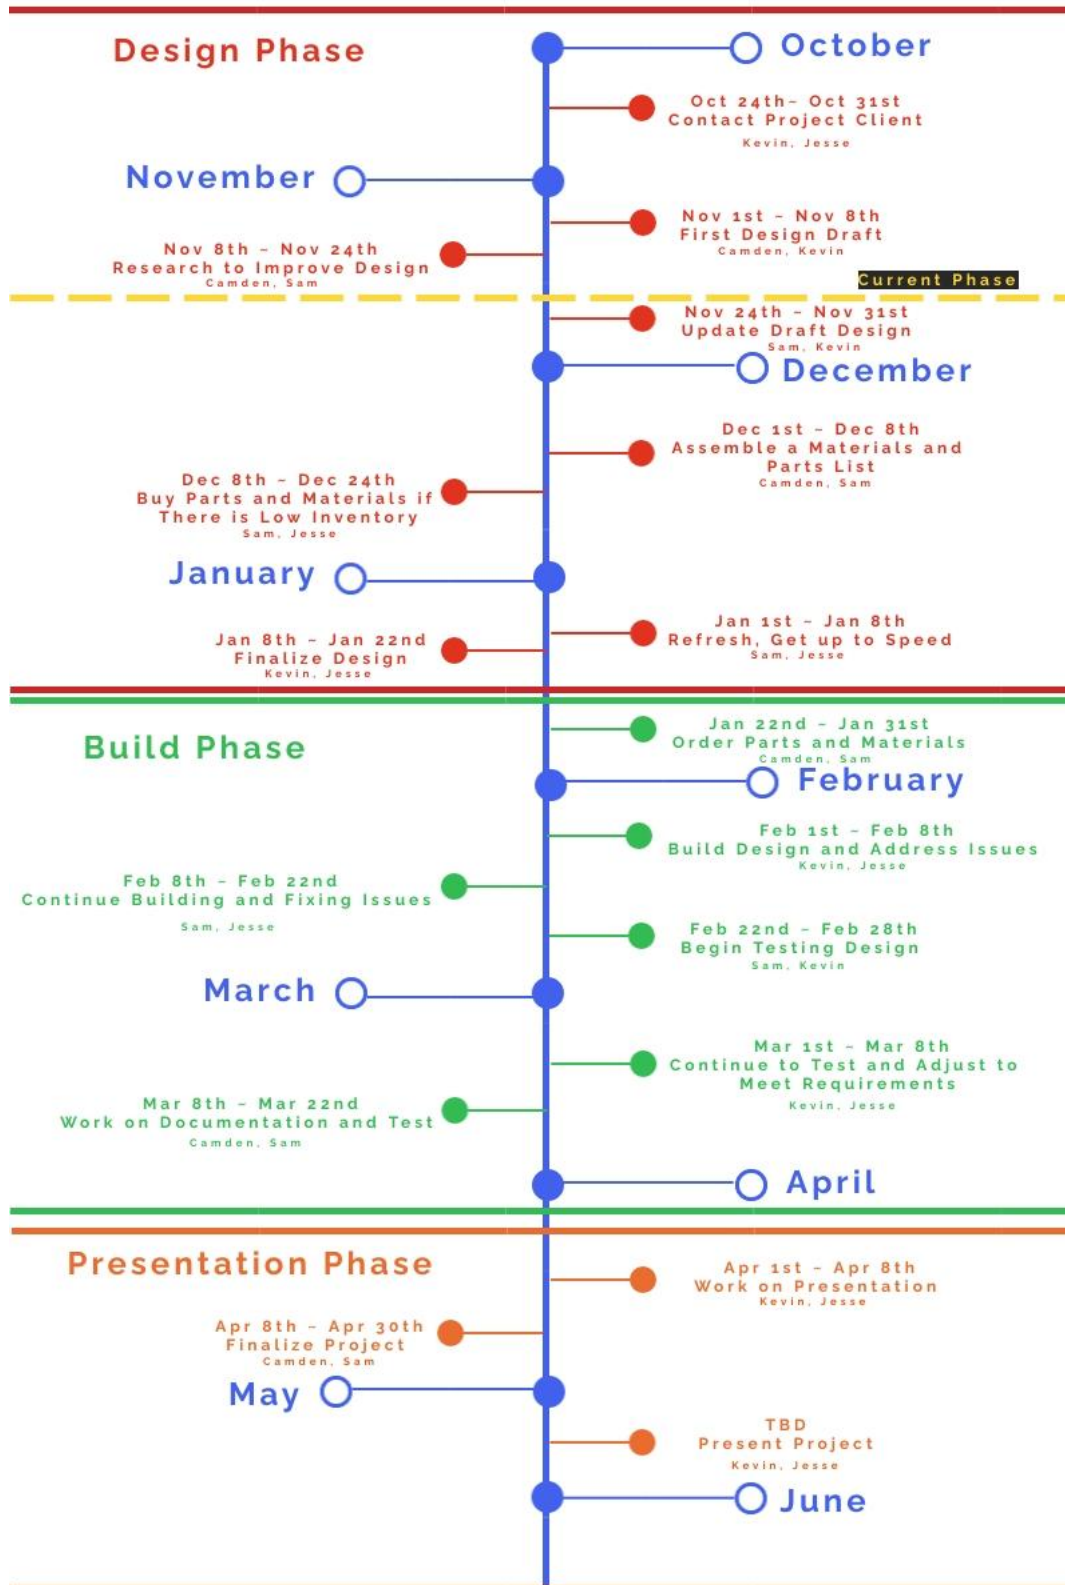 Design Phase
October
Oct 24th– Oct 31st
Contact Project Client
Kevin, Jesse
November
Nov 1st – Nov 8th
First Design Draft
Camden, Kevin
Nov 8th – Nov 24th
Research to Improve Design
Camden, Sam
Current Phase
Nov 24th – Nov 31st
Update Draft Design
Sam, Kevin
December
Dec 1st – Dec 8th
Assemble a Materials and
Parts List
Camden, Sam
Dec 8th – Dec 24th
Buy Parts and Materials if
There is Low Inventory
Sam, Jesse
January
Jan 1st – Jan 8th
Refresh, Get up to Speed
Sam, Jesse
Jan 8th – Jan 22nd
Finalize Design
Kevin, Jesse
Build Phase
Jan 22nd – Jan 31st
Order Parts and Materials
Camden, Sam
February
Feb 1st – Feb 8th
Build Design and Address Issues
Kevin, Jesse
Feb 8th – Feb 22nd
Continue Building and Fixing Issues
Sam, Jesse
Feb 22nd – Feb 28th
Begin Testing Design
Sam, Kevin
March
Mar 1st – Mar 8th
Continue to Test and Adjust to
Meet Requirements
Kevin, Jesse
Mar 8th – Mar 22nd
Work on Documentation and Test
Camden, Sam
April
Presentation Phase
Apr 1st – Apr 8th
Work on Presentation
Kevin, Jesse
Apr 8th – Apr 30th
Finalize Project
Camden, Sam
May
TBD
Present Project
Kevin, Jesse
June